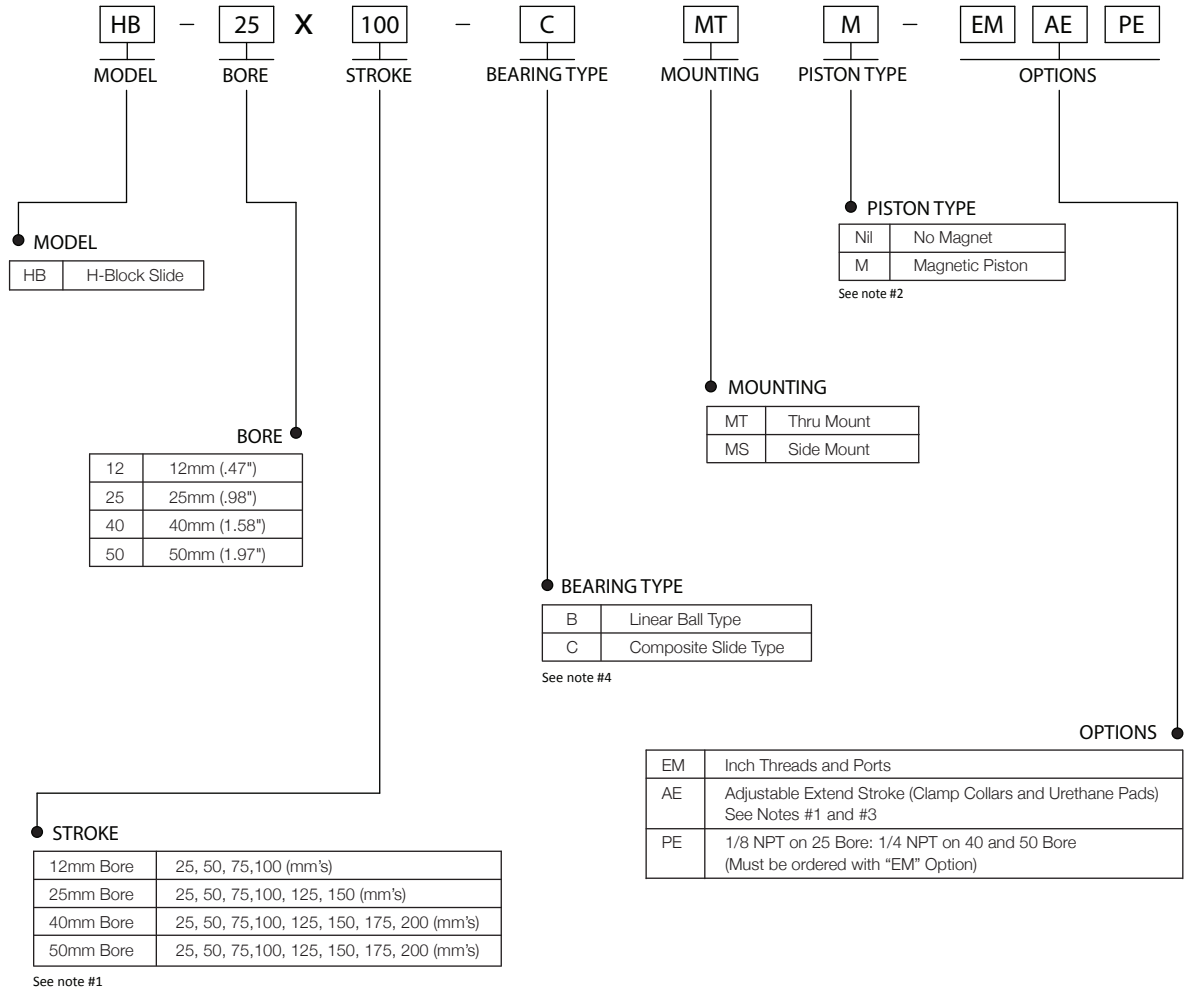 HB – 25 X 100 – C MT M – EM AE PE
MODEL BORE STROKE BEARING TYPE MOUNTING PISTON TYPE OPTIONS
PISTON TYPE
Nil No Magnet
M Magnetic Piston
See note #2
MODEL
HB H-Block Slide
MOUNTING
MT Thru Mount
MS Side Mount
BORE
12 12mm (.47")
25 25mm (.98")
40 40mm (1.58")
50 50mm (1.97")
BEARING TYPE
B Linear Ball Type
C Composite Slide Type
See note #4
OPTIONS
EM Inch Threads and Ports
AE Adjustable Extend Stroke (Clamp Collars and Urethane Pads)
See Notes #1 and #3
PE 1/8 NPT on 25 Bore: 1/4 NPT on 40 and 50 Bore
(Must be ordered with “EM” Option)
STROKE
12mm Bore 25, 50, 75,100 (mm’s)
25mm Bore 25, 50, 75,100, 125, 150 (mm’s)
40mm Bore 25, 50, 75,100, 125, 150, 175, 200 (mm’s)
50mm Bore 25, 50, 75,100, 125, 150, 175, 200 (mm’s)
See note #1